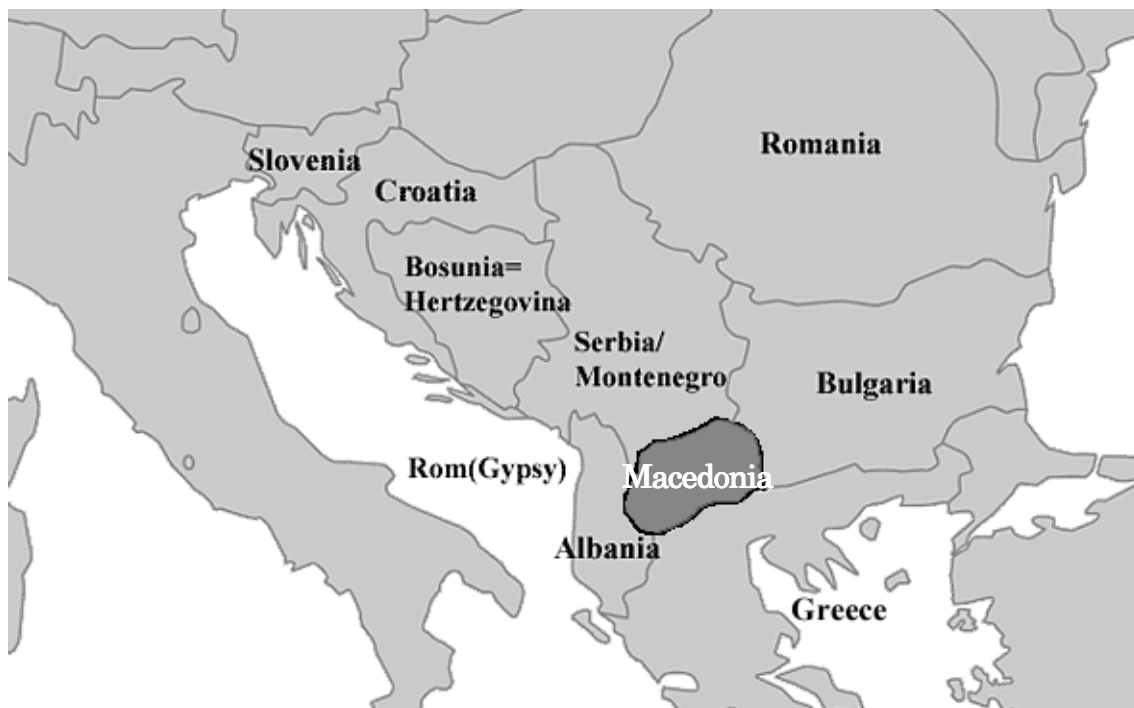 Romania
Slovenia
Croatia
Bosunia=
Hertzegovina
Serbia/
Montenegro
Bulgaria
Rom(Gypsy)
Macedonia
Albania
Greece